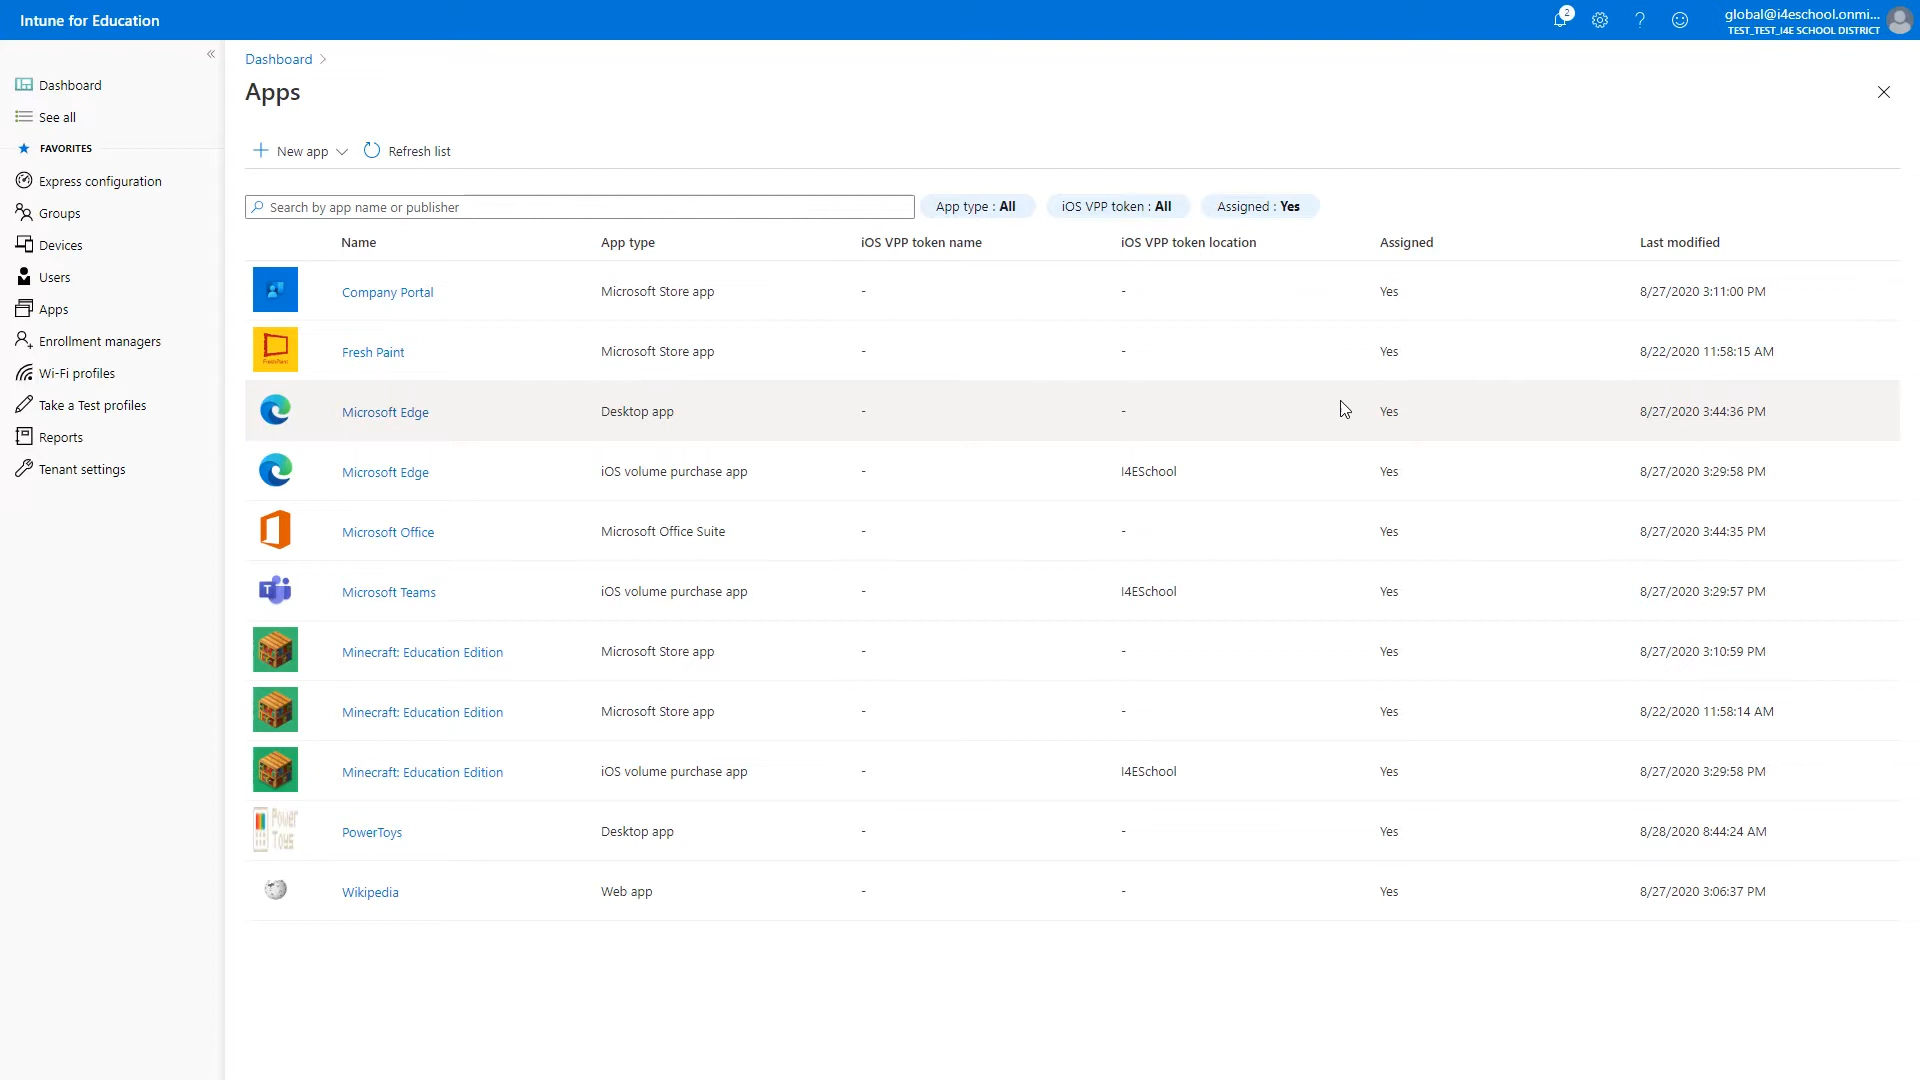 Intune for Education
2
global@i4eschool.onmi...
TEST_TEST_I4E SCHOOL DISTRICT
Dashboard
See all
FAVORITES
Express configuration
Groups
Devices
Users
Apps
Enrollment managers
Wi-Fi profiles
Take a Test profiles
Reports
Tenant settings
Dashboard
Apps
New app
Refresh list
Search by app name or publisher
App type : All
iOS VPP token : All
Assigned : Yes
Name App type iOS VPP token name iOS VPP token location Assigned Last modified
Company Portal Microsoft Store app - - Yes 8/27/2020 3:11:00 PM
Fresh Paint Microsoft Store app - - Yes 8/22/2020 11:58:15 AM
Microsoft Edge Desktop app - - Yes 8/27/2020 3:44:36 PM
Microsoft Edge iOS volume purchase app - I4ESchool Yes 8/27/2020 3:29:58 PM
Microsoft Office Microsoft Office Suite - - Yes 8/27/2020 3:44:35 PM
Microsoft Teams iOS volume purchase app - I4ESchool Yes 8/27/2020 3:29:57 PM
Minecraft: Education Edition Microsoft Store app - - Yes 8/27/2020 3:10:59 PM
Minecraft: Education Edition Microsoft Store app - - Yes 8/22/2020 11:58:14 AM
Minecraft: Education Edition iOS volume purchase app - I4ESchool Yes 8/27/2020 3:29:58 PM
Power
Toys
PowerToys Desktop app - - Yes 8/28/2020 8:44:24 AM
Wikipedia Web app - - Yes 8/27/2020 3:06:37 PM